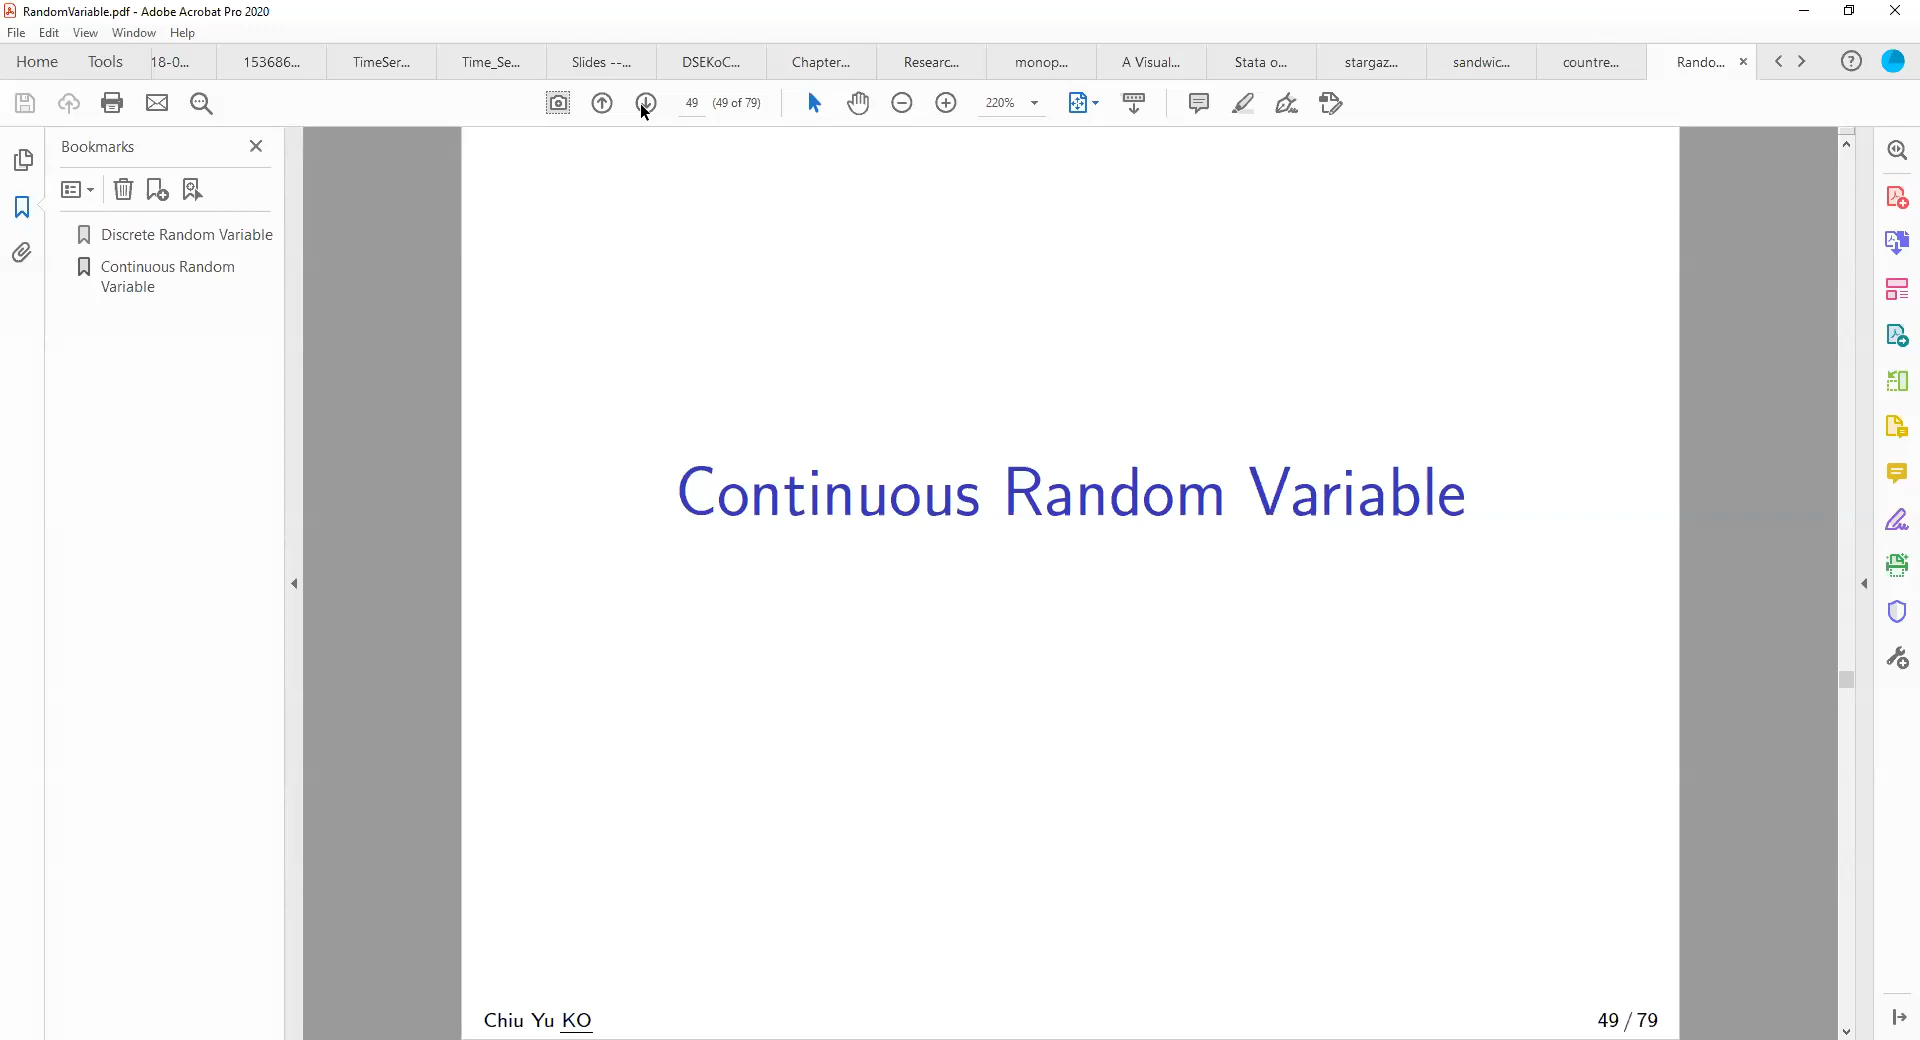 RandomVariable.pdf - Adobe Acrobat Pro 2020
File Edit View Window Help
Home Tools 18-0... 153686... TimeSer... Time_Se... Slides --... DSEKoC... Chapter... Researc... monop... A Visual... Stata o... stargaz... sandwic... countre... Rando...
49 (49 of 79) 220%
Bookmarks
Discrete Random Variable
Continuous Random
Variable
Continuous Random Variable
Chiu Yu KO 49 / 79